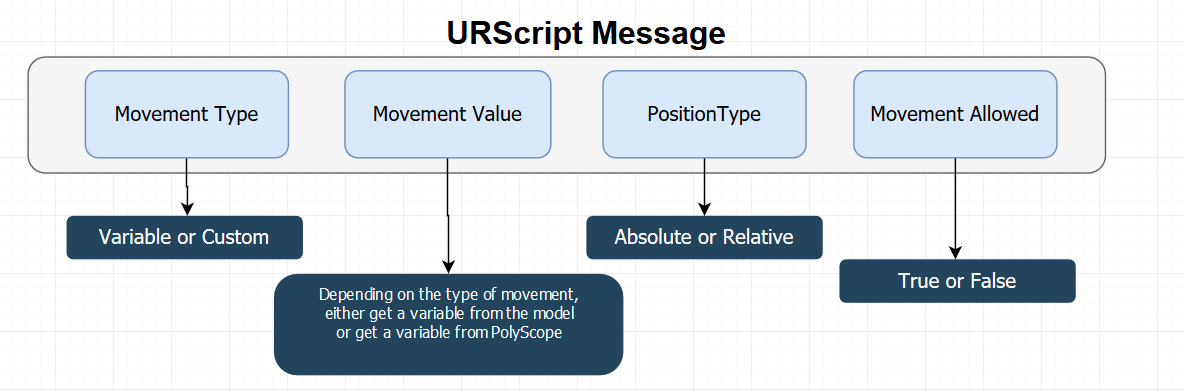 URScript Message
Movement Type
Movement Value
PositionType
Movement Allowed
Variable or Custom
Absolute or Relative
True or False
Depending on the type of movement,
either get a variable from the model
or get a variable from PolyScope